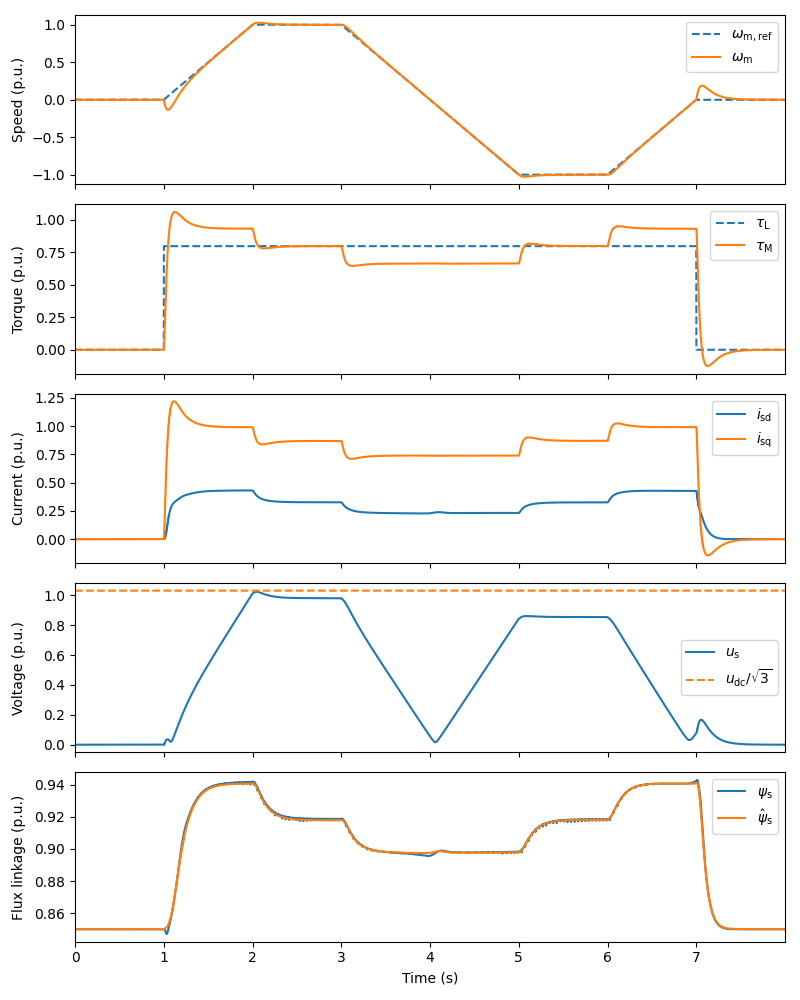 1.0
0.5
0.0
−0.5
−1.0
Speed (p.u.)
ω_m, ref
ω_m
1.00
0.75
0.50
0.25
0.00
Torque (p.u.)
τ_L
τ_M
1.25
1.00
0.75
0.50
0.25
0.00
Current (p.u.)
i_sd
i_sq
1.0
0.8
0.6
0.4
0.2
0.0
Voltage (p.u.)
u_s
u_dc/√3
0.94
0.92
0.90
0.88
0.86
Flux linkage (p.u.)
ψ_s
ψ̂_s
0 1 2 3 4 5 6 7
Time (s)